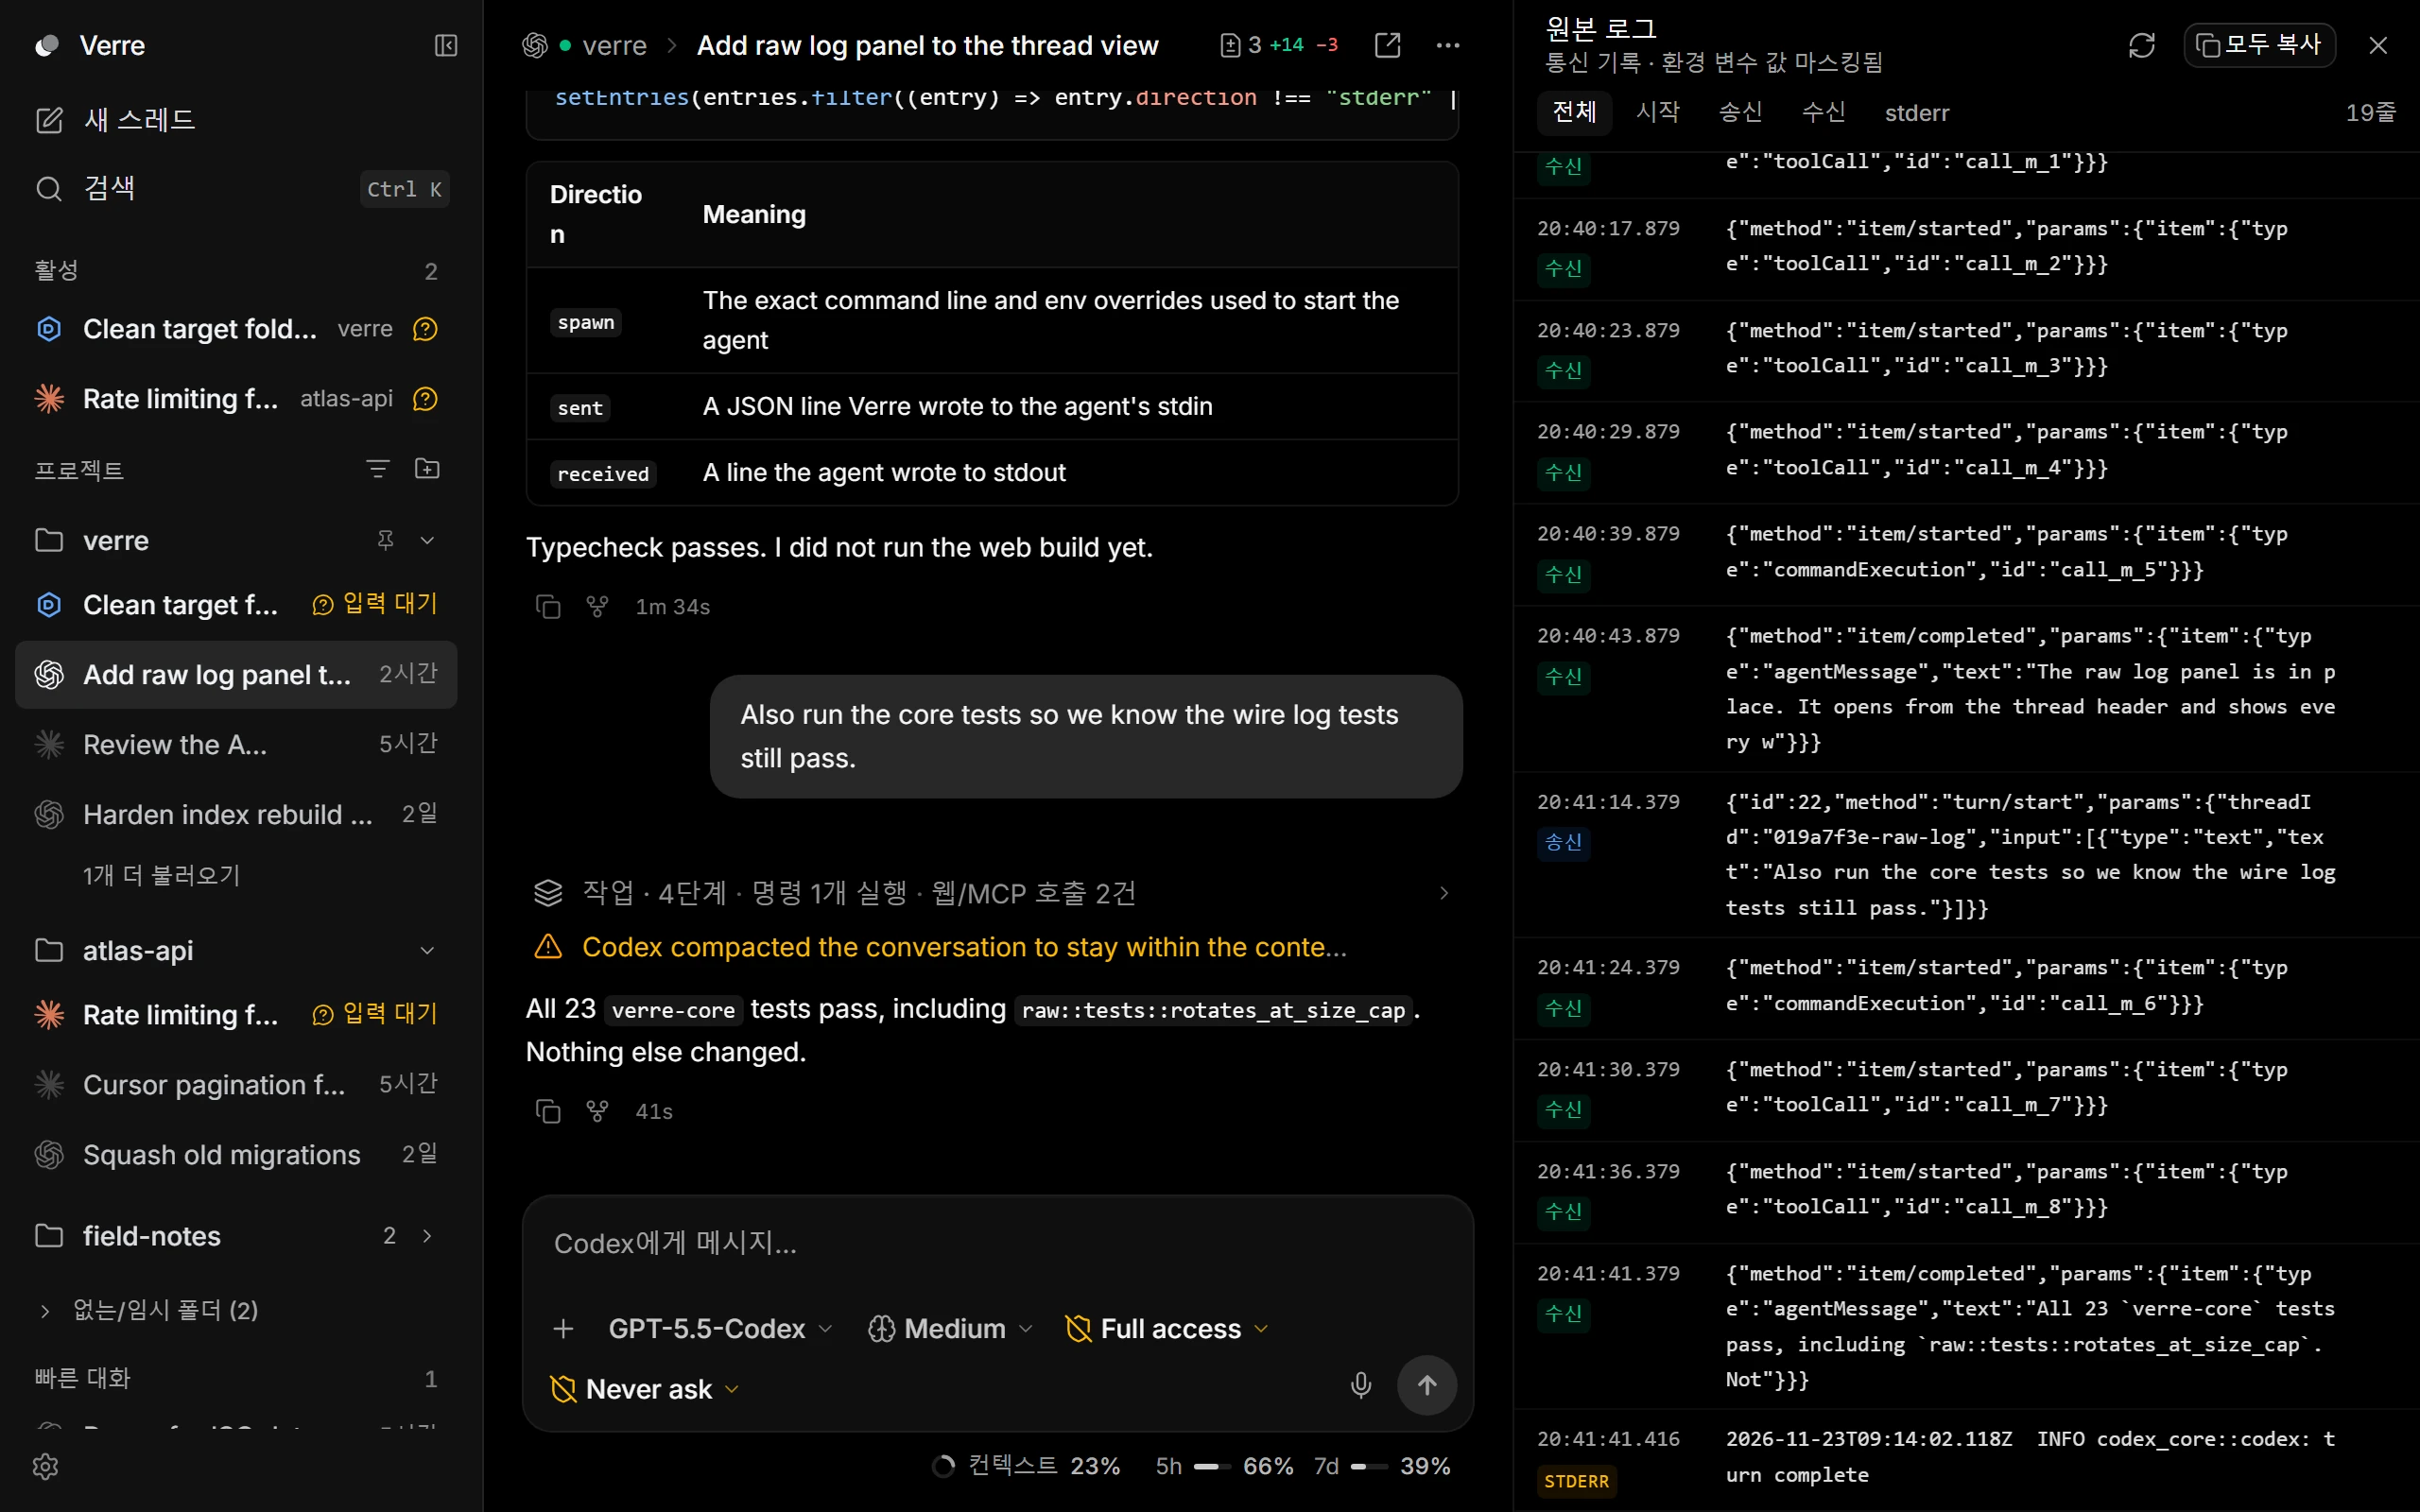 Verre
새 스레드
검색
Ctrl K
활성
2
Clean target fold...
verre
Rate limiting f...
atlas-api
프로젝트
verre
Clean target f...
입력 대기
Add raw log panel t...
2시간
Review the A...
5시간
Harden index rebuild ...
2일
1개 더 불러오기
atlas-api
Rate limiting f...
입력 대기
Cursor pagination f...
5시간
Squash old migrations
2일
field-notes
2
없는/임시 폴더 (2)
빠른 대화
1
verre
Add raw log panel to the thread view
3 +14 -3
setEntries(entries.filter((entry) => entry.direction !== "stderr" |
Directio
n
Meaning
spawn
The exact command line and env overrides used to start the
agent
sent
A JSON line Verre wrote to the agent's stdin
received
A line the agent wrote to stdout
Typecheck passes. I did not run the web build yet.
1m 34s
Also run the core tests so we know the wire log tests
still pass.
작업 · 4단계 · 명령 1개 실행 · 웹/MCP 호출 2건
Codex compacted the conversation to stay within the conte...
All 23 verre-core tests pass, including raw::tests::rotates_at_size_cap.
Nothing else changed.
41s
Codex에게 메시지...
GPT-5.5-Codex
Medium
Full access
Never ask
컨텍스트 23%
5h 66%
7d 39%
원본 로그
통신 기록 · 환경 변수 값 마스킹됨
모두 복사
전체
시작
송신
수신
stderr
19줄
수신
e":"toolCall","id":"call_m_1"}}}
20:40:17.879
수신
{"method":"item/started","params":{"item":{"typ
e":"toolCall","id":"call_m_2"}}}
20:40:23.879
수신
{"method":"item/started","params":{"item":{"typ
e":"toolCall","id":"call_m_3"}}}
20:40:29.879
수신
{"method":"item/started","params":{"item":{"typ
e":"toolCall","id":"call_m_4"}}}
20:40:39.879
수신
{"method":"item/started","params":{"item":{"typ
e":"commandExecution","id":"call_m_5"}}}
20:40:43.879
수신
{"method":"item/completed","params":{"item":{"typ
e":"agentMessage","text":"The raw log panel is in p
lace. It opens from the thread header and shows eve
ry w"}}}
20:41:14.379
송신
{"id":22,"method":"turn/start","params":{"threadI
d":"019a7f3e-raw-log","input":[{"type":"text","tex
t":"Also run the core tests so we know the wire log
tests still pass."}]}}
20:41:24.379
수신
{"method":"item/started","params":{"item":{"typ
e":"commandExecution","id":"call_m_6"}}}
20:41:30.379
수신
{"method":"item/started","params":{"item":{"typ
e":"toolCall","id":"call_m_7"}}}
20:41:36.379
수신
{"method":"item/started","params":{"item":{"typ
e":"toolCall","id":"call_m_8"}}}
20:41:41.379
수신
{"method":"item/completed","params":{"item":{"typ
e":"agentMessage","text":"All 23 `verre-core` tests
pass, including `raw::tests::rotates_at_size_cap`.
Not"}}}
20:41:41.416
STDERR
2026-11-23T09:14:02.118Z  INFO codex_core::codex: t
urn complete